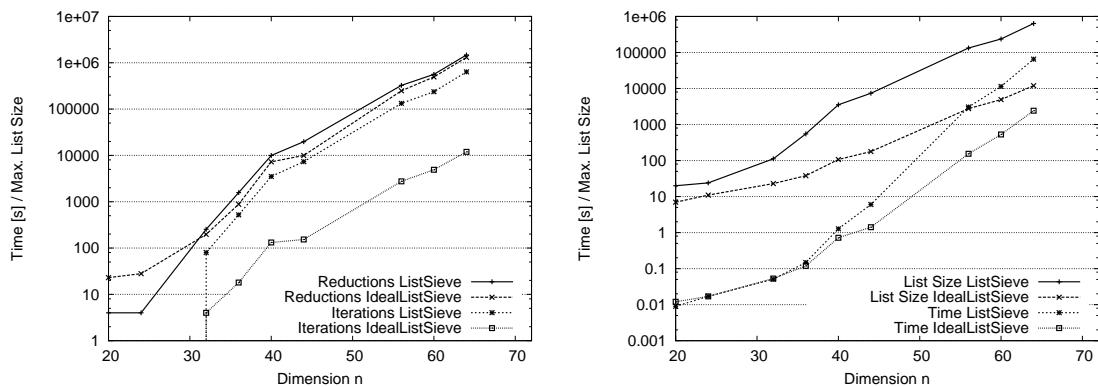 Time [s] / Max. List Size
1e+07
1e+06
100000
10000
1000
100
10
1
20
30
40
50
60
70
Dimension n
Reductions ListSieve
Reductions IdealListSieve
Iterations ListSieve
Iterations IdealListSieve
Time [s] / Max. List Size
1e+06
100000
10000
1000
100
10
1
0.1
0.01
0.001
20
30
40
50
60
70
Dimension n
List Size ListSieve
List Size IdealListSieve
Time ListSieve
Time IdealListSieve